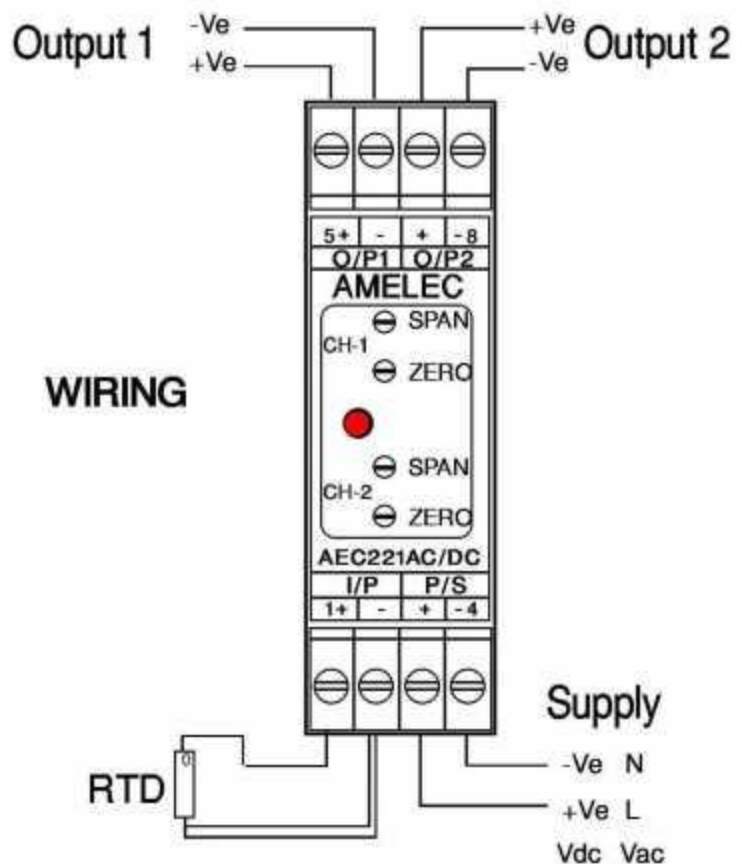 Output 1
-Ve
+Ve
+Ve
-Ve
Output 2
5+ - + -8
O/P1 O/P2
AMELEC
SPAN
CH-1
ZERO
WIRING
SPAN
CH-2
ZERO
AEC221AC/DC
I/P P/S
1+ - + -4
Supply
RTD
-Ve N
+Ve L
Vdc Vac